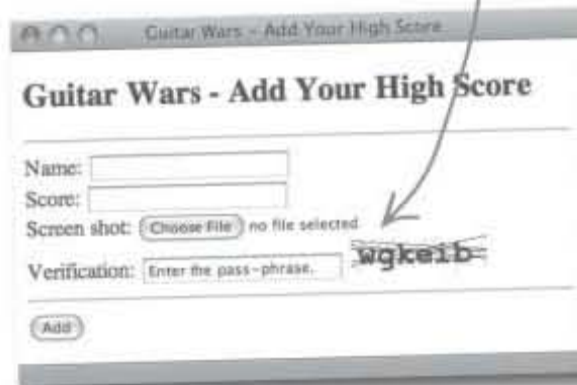 Guitar Wars - Add Your High Score
Guitar Wars - Add Your High Score
Name:
Score:
Screen shot: Choose File no file selected
Verification: Enter the pass-phrase. wgkeib
Add